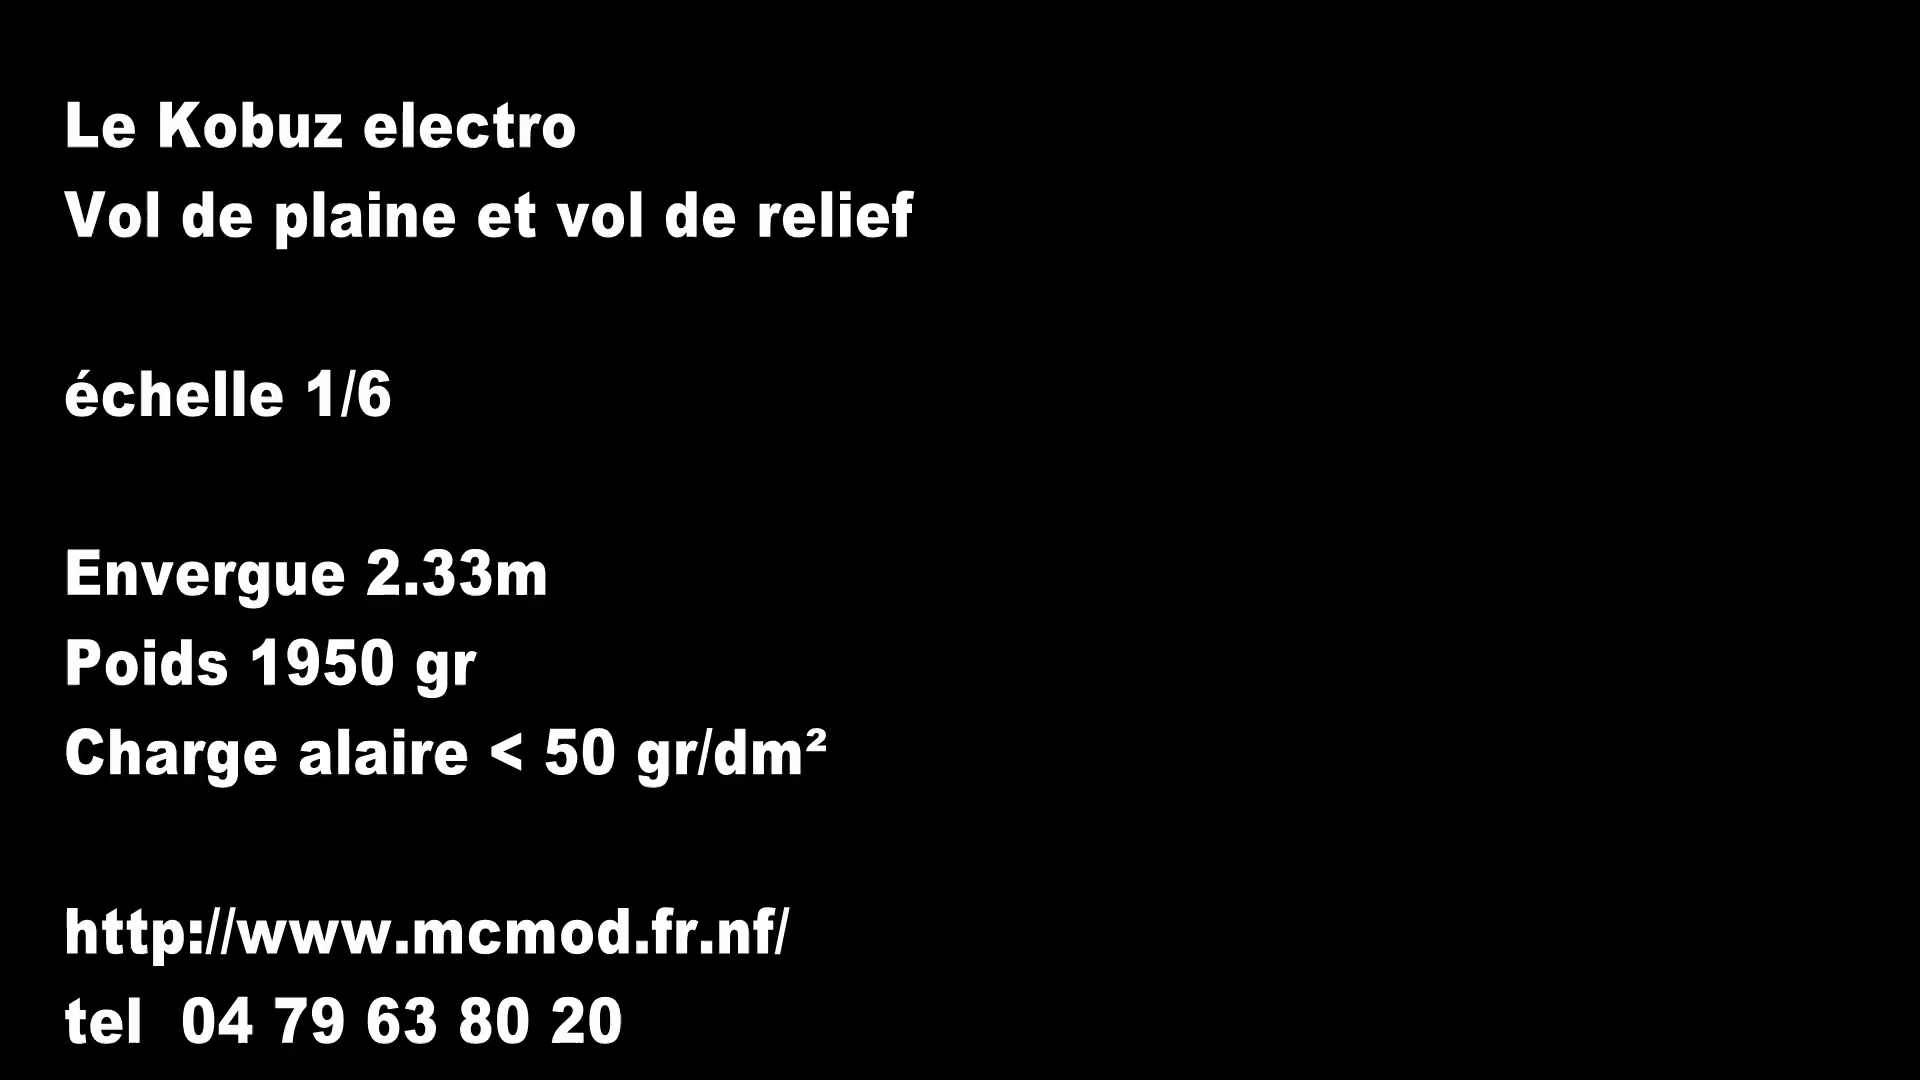 Le Kobuz electro
Vol de plaine et vol de relief
échelle 1/6
Envergue 2.33m
Poids 1950 gr
Charge alaire < 50 gr/dm²
http://www.mcmod.fr.nf/
tel  04 79 63 80 20